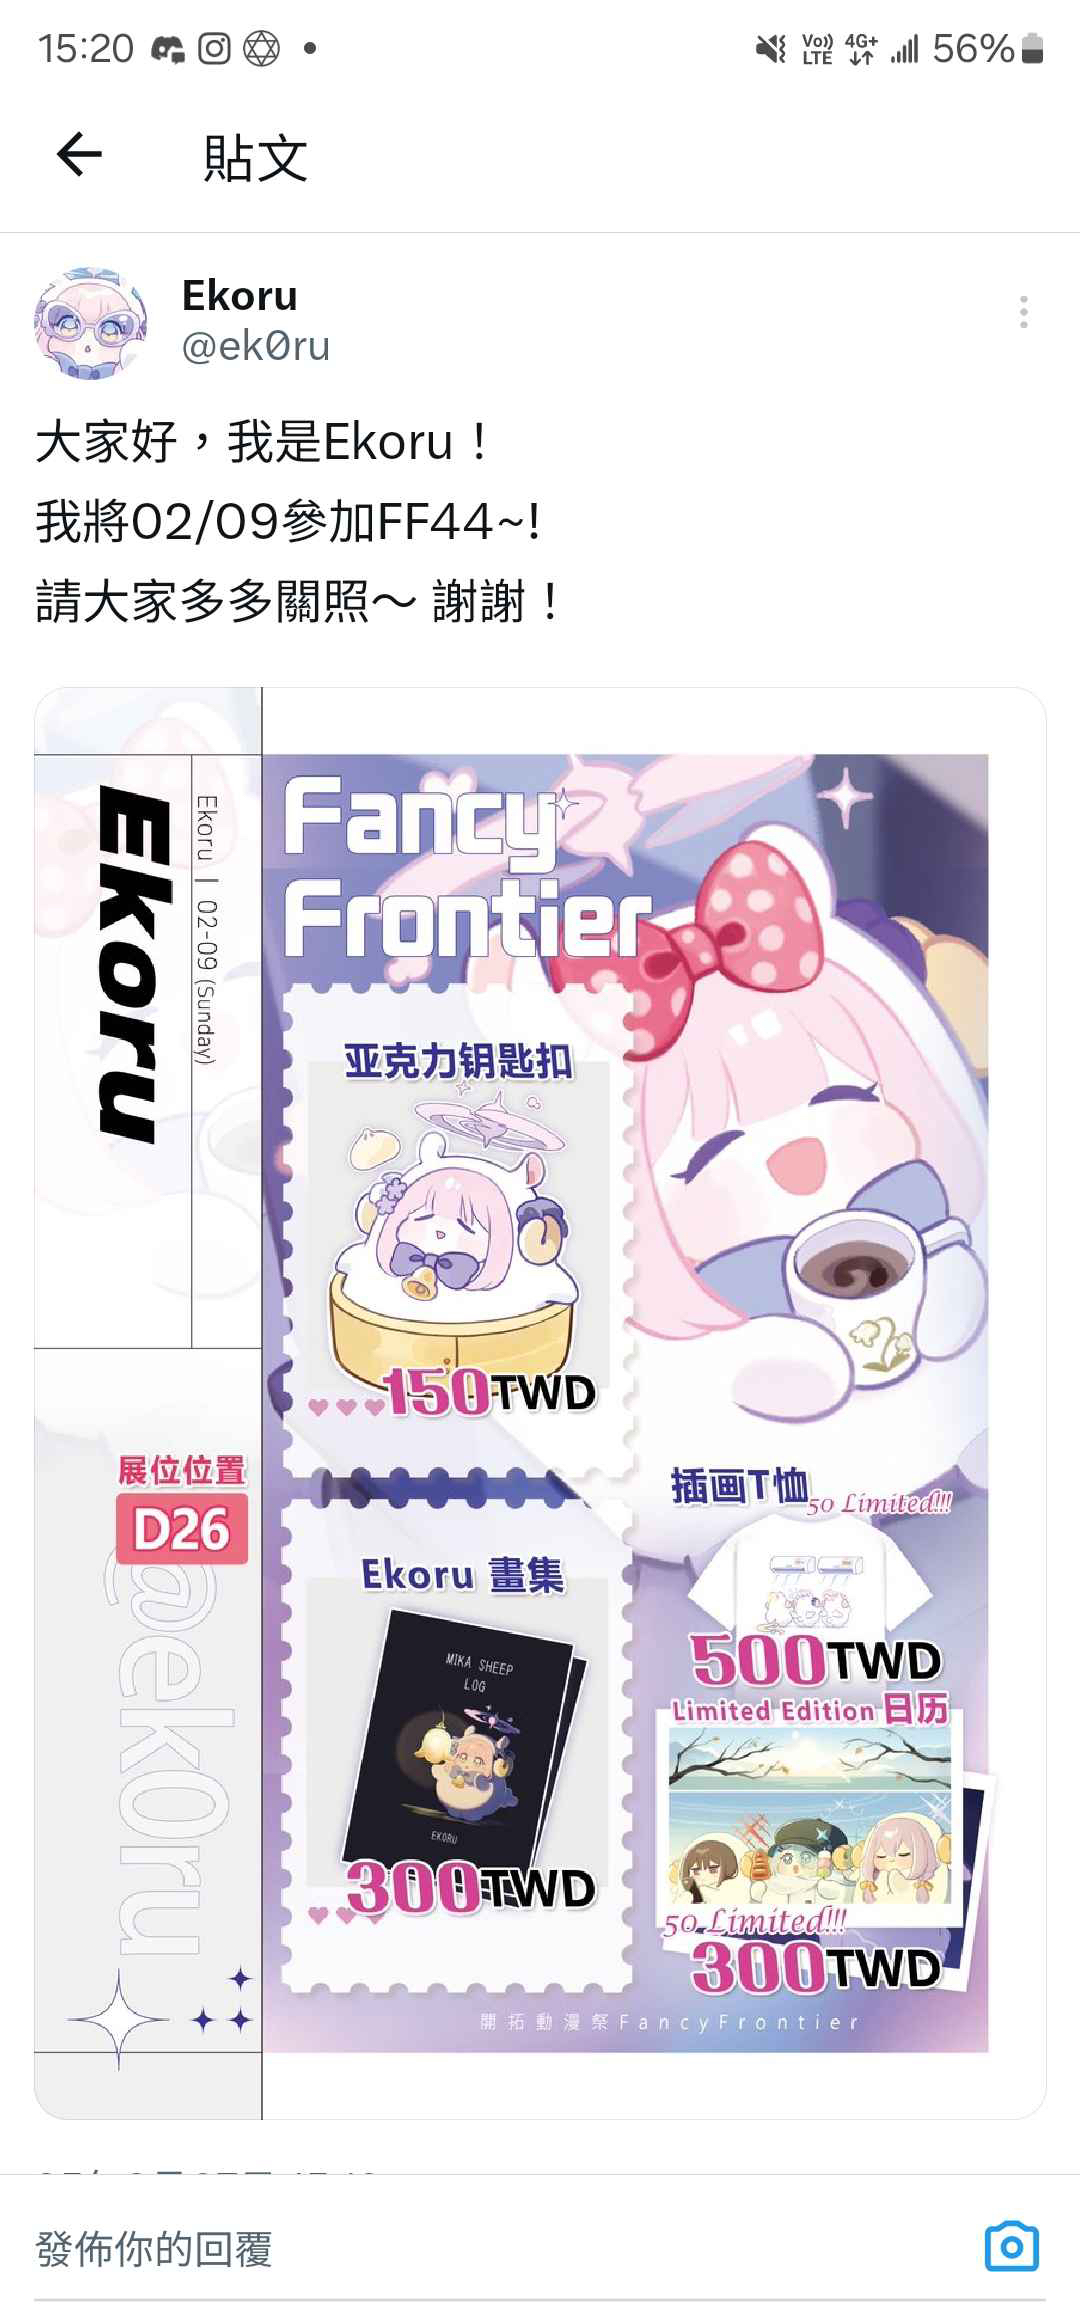 15:20
Vo))
LTE
4G+
56%
貼文
Ekoru
@ek0ru
大家好，我是Ekoru！
我將02/09參加FF44~!
請大家多多關照～ 謝謝！
Ekoru
Ekoru | 02-09 (Sunday)
展位位置
D26
@ek0ru
Fancy
Frontier
亚克力钥匙扣
150TWD
Ekoru 畫集
MIKA SHEEP
LOG
EKORU
300TWD
插画T恤
50 Limited!!!
500TWD
Limited Edition 日历
50 Limited!!!
300TWD
開拓動漫祭FancyFrontier
發佈你的回覆